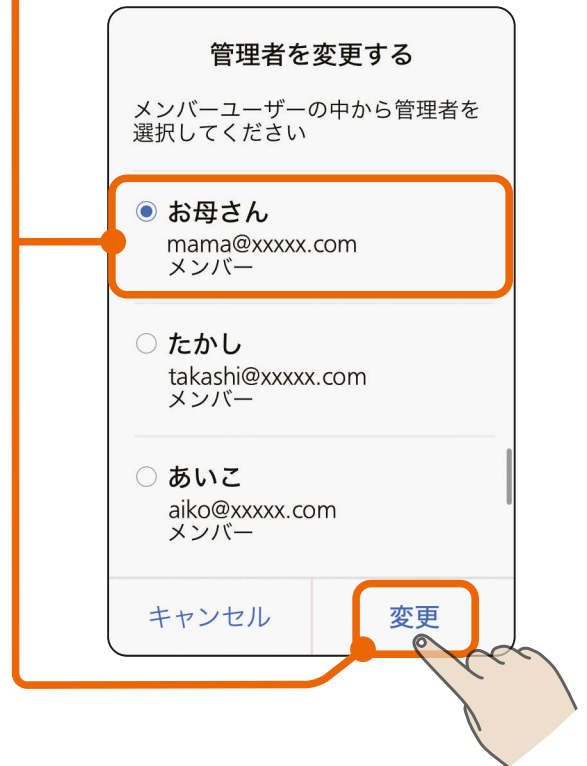 管理者を変更する
メンバーユーザーの中から管理者を
選択してください
お母さん
mama@xxxxx.com
メンバー
たかし
takashi@xxxxx.com
メンバー
あいこ
aiko@xxxxx.com
メンバー
キャンセル
変更